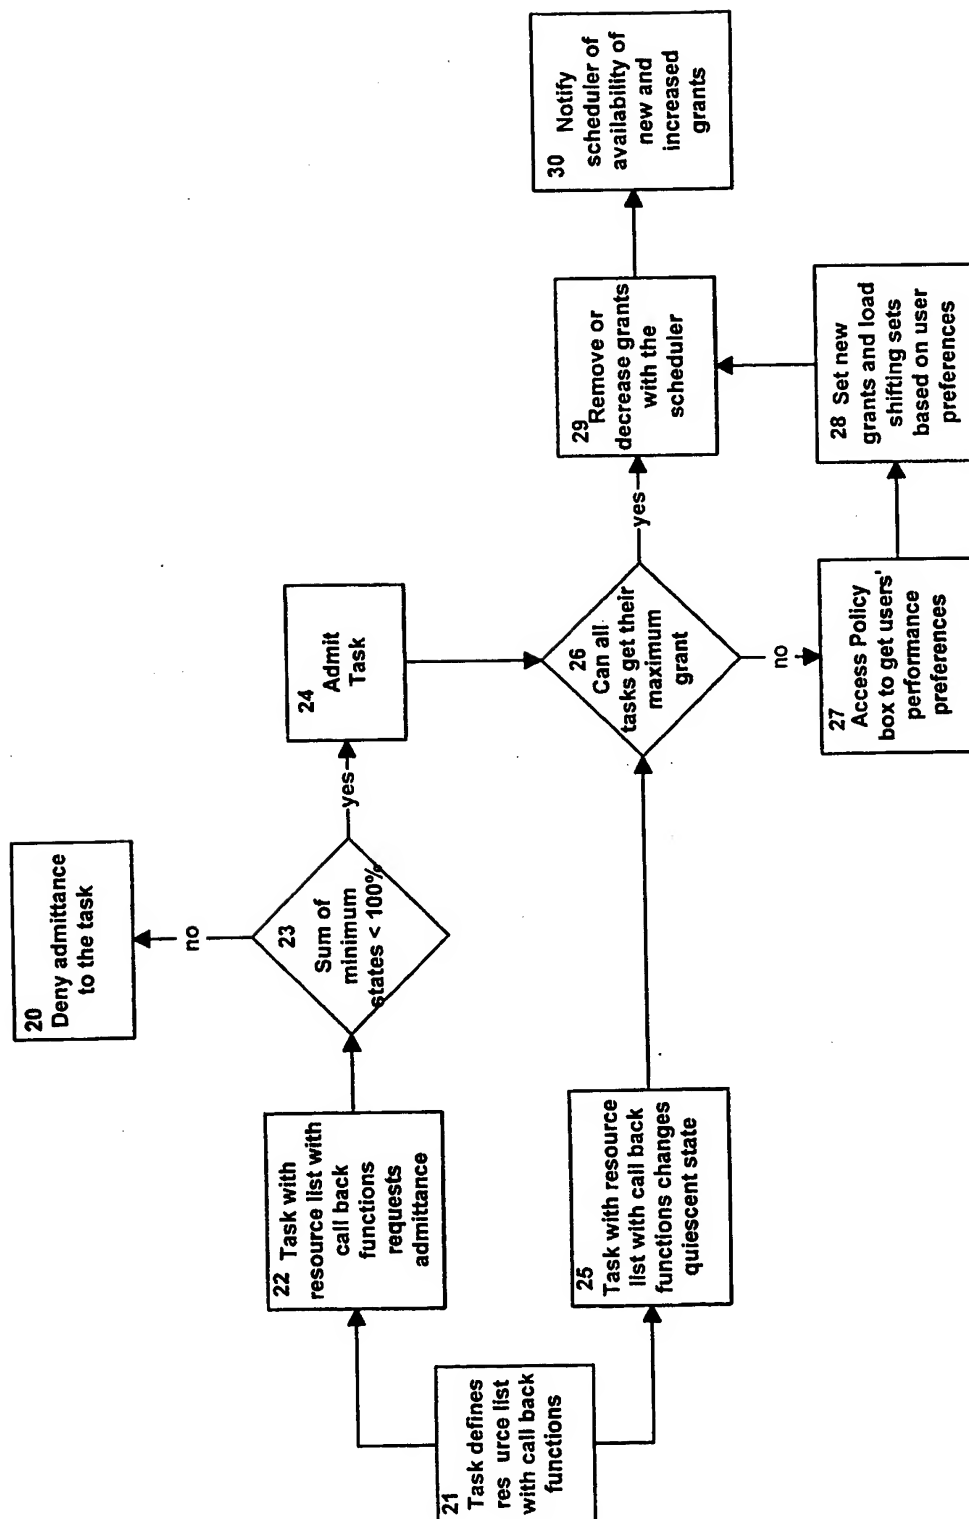 20
Deny admittance
to the task
no
23
Sum of
minimum
states < 100%
yes
24
Admit
Task
22 Task with
resource list with
call back
functions
requests
admittance
21
Task defines
res urce list
with call back
functions
25
Task with resource
list with call back
functions changes
quiescent state
26
Can all
tasks get their
maximum
grant
yes
no
27
Access Policy
box to get users'
performance
preferences
28 Set new
grants and load
shifting sets
based on user
preferences
29
Remove or
decrease grants
with the
scheduler
30 Notify
scheduler of
availability of
new and
increased
grants